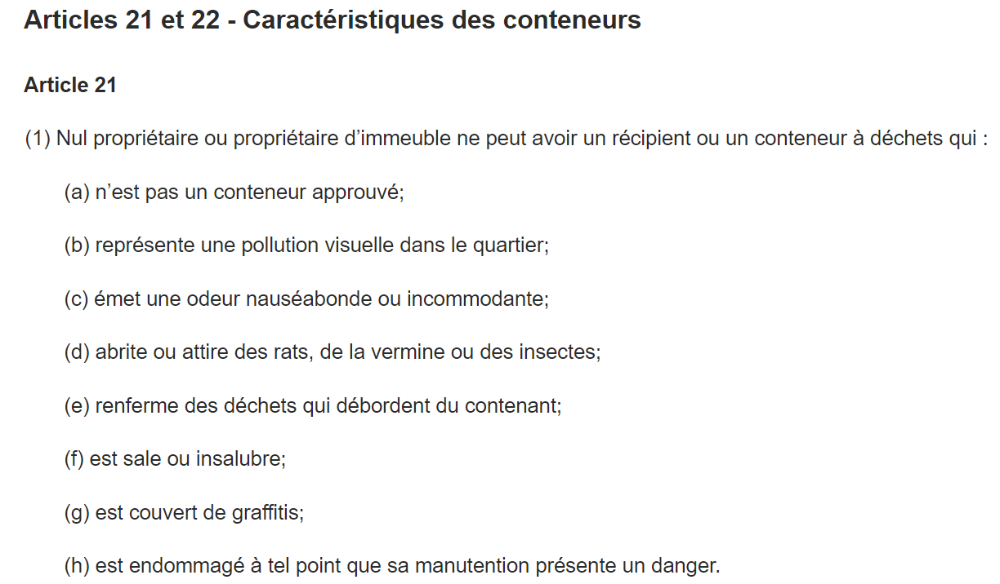 Articles 21 et 22 - Caractéristiques des conteneurs
Article 21
(1) Nul propriétaire ou propriétaire d’immeuble ne peut avoir un récipient ou un conteneur à déchets qui :
(a) n’est pas un conteneur approuvé;
(b) représente une pollution visuelle dans le quartier;
(c) émet une odeur nauséabonde ou incommodante;
(d) abrite ou attire des rats, de la vermine ou des insectes;
(e) renferme des déchets qui débordent du contenant;
(f) est sale ou insalubre;
(g) est couvert de graffitis;
(h) est endommagé à tel point que sa manutention présente un danger.